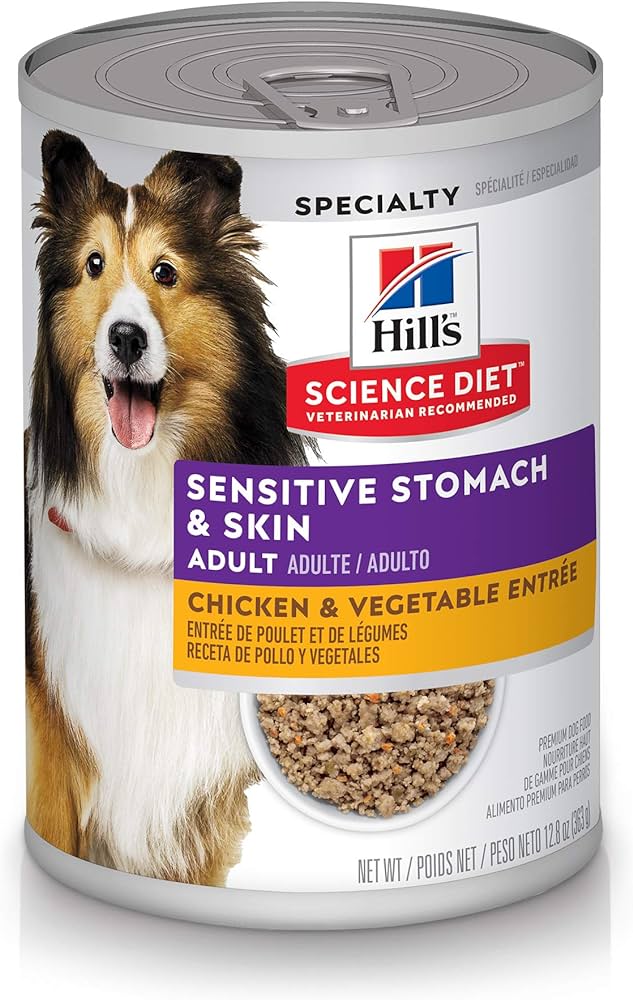 SPECIALTY SPÉCIALITÉ / ESPECIALIDAD
Hill's™
SCIENCE DIET™
VETERINARIAN RECOMMENDED
SENSITIVE STOMACH
& SKIN
ADULT ADULTE / ADULTO
CHICKEN & VEGETABLE ENTRÉE
ENTRÉE DE POULET ET DE LÉGUMES
RECETA DE POLLO Y VEGETALES
PREMIUM DOG FOOD
NOURRITURE HAUT
DE GAMME POUR CHIENS
ALIMENTO PREMIUM PARA PERROS
NET WT / POIDS NET / PESO NETO 12.8 oz (363 g)